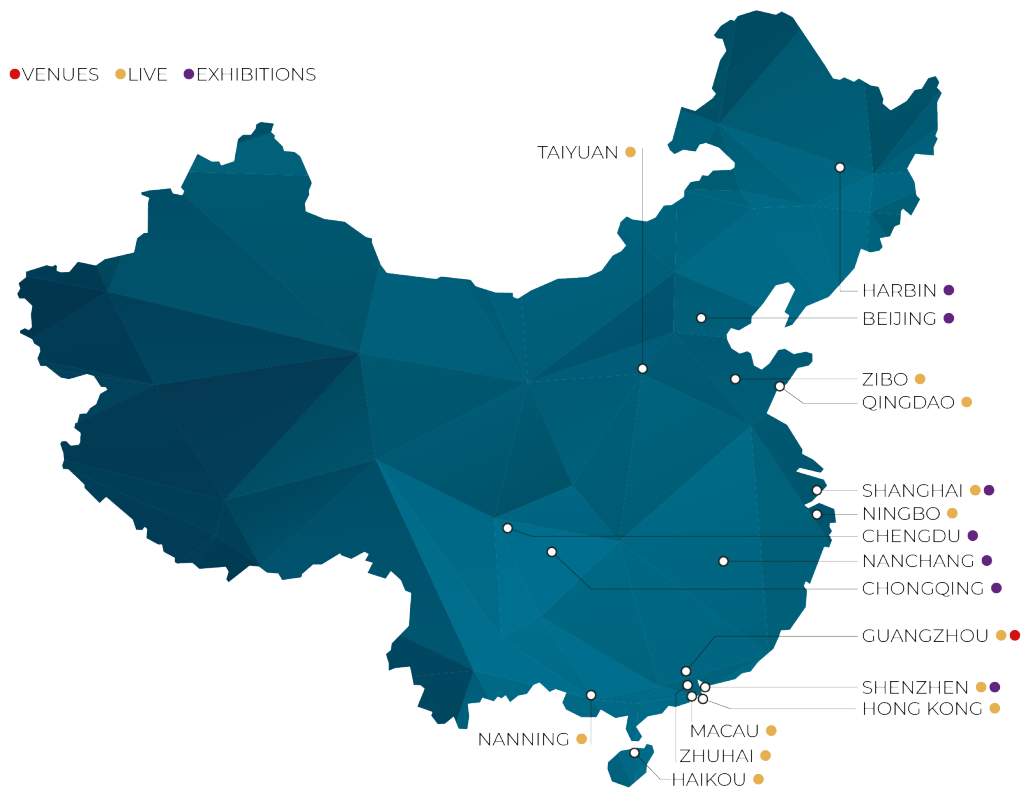 VENUES LIVE EXHIBITIONS
TAIYUAN
HARBIN
BEIJING
ZIBO
QINGDAO
SHANGHAI
NINGBO
CHENGDU
NANCHANG
CHONGQING
GUANGZHOU
SHENZHEN
HONG KONG
MACAU
NANNING
ZHUHAI
HAIKOU